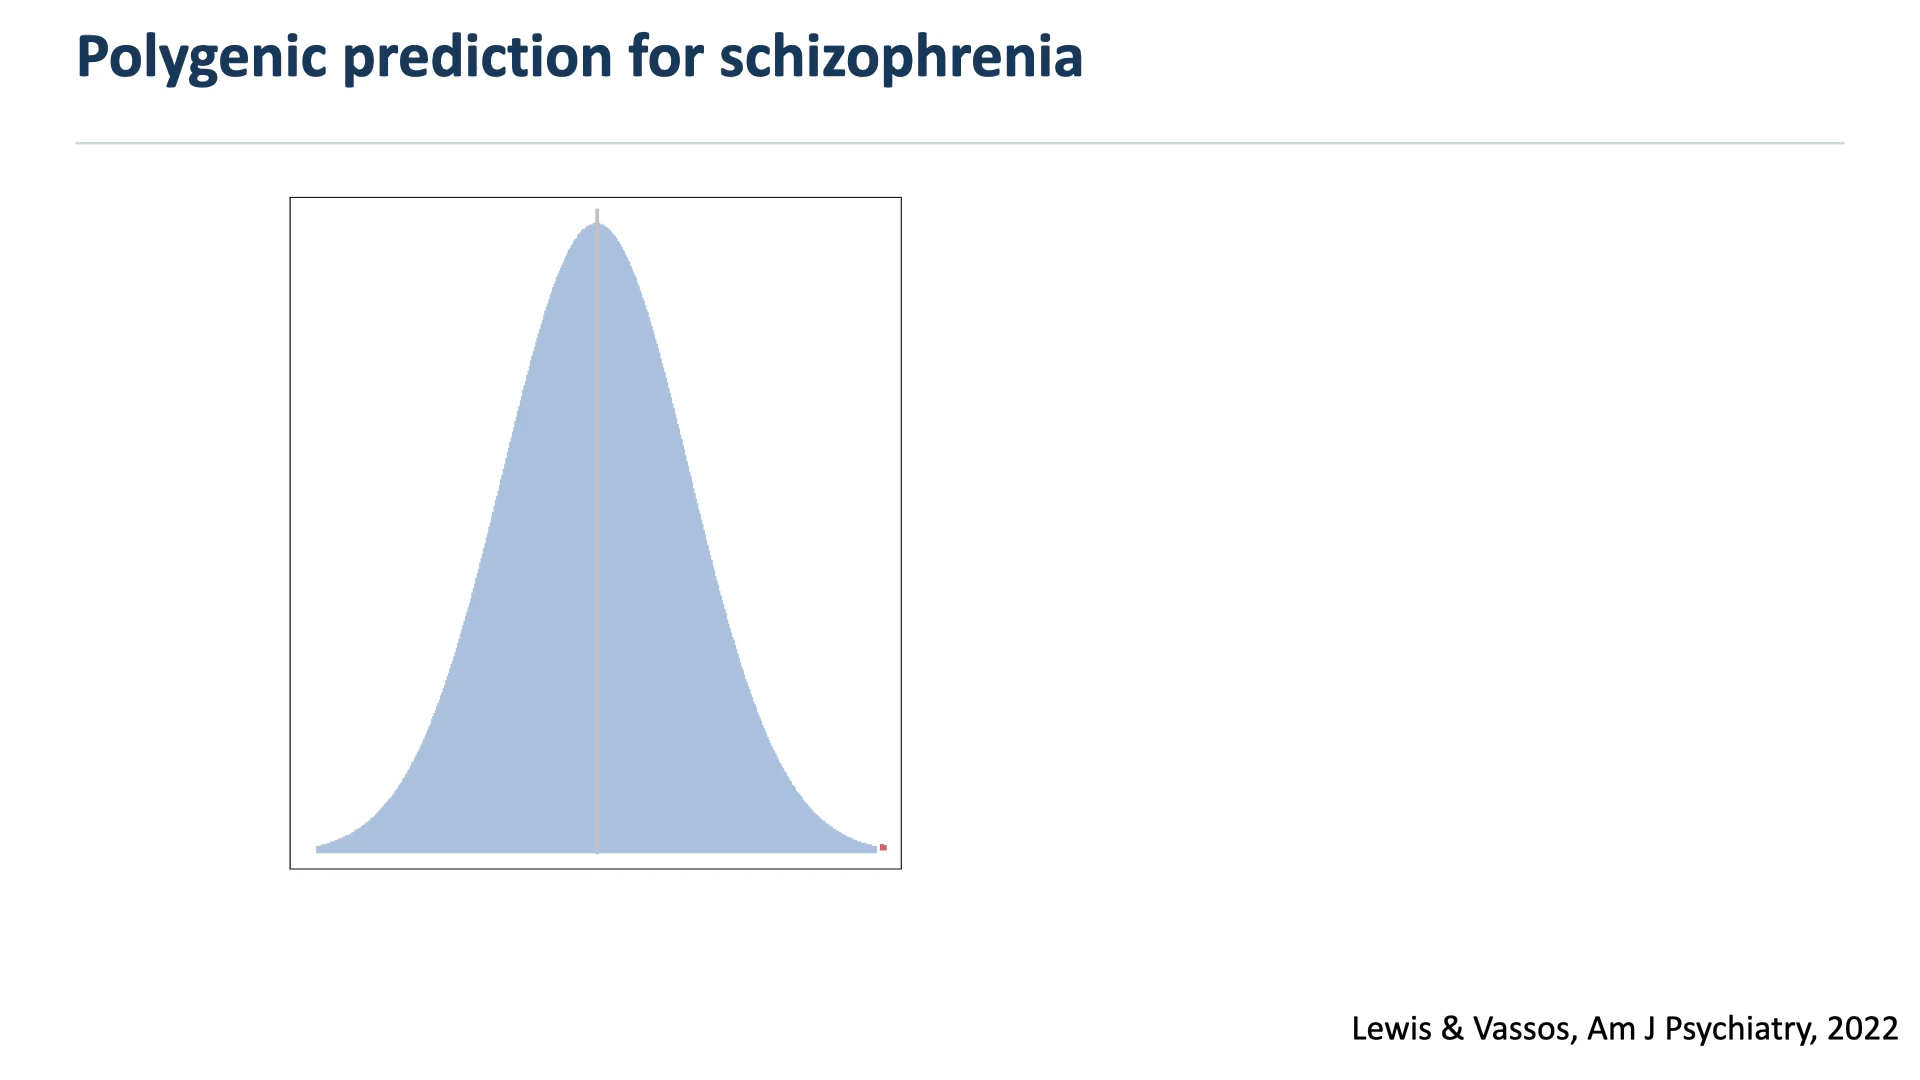 Polygenic prediction for schizophrenia
Lewis & Vassos, Am J Psychiatry, 2022